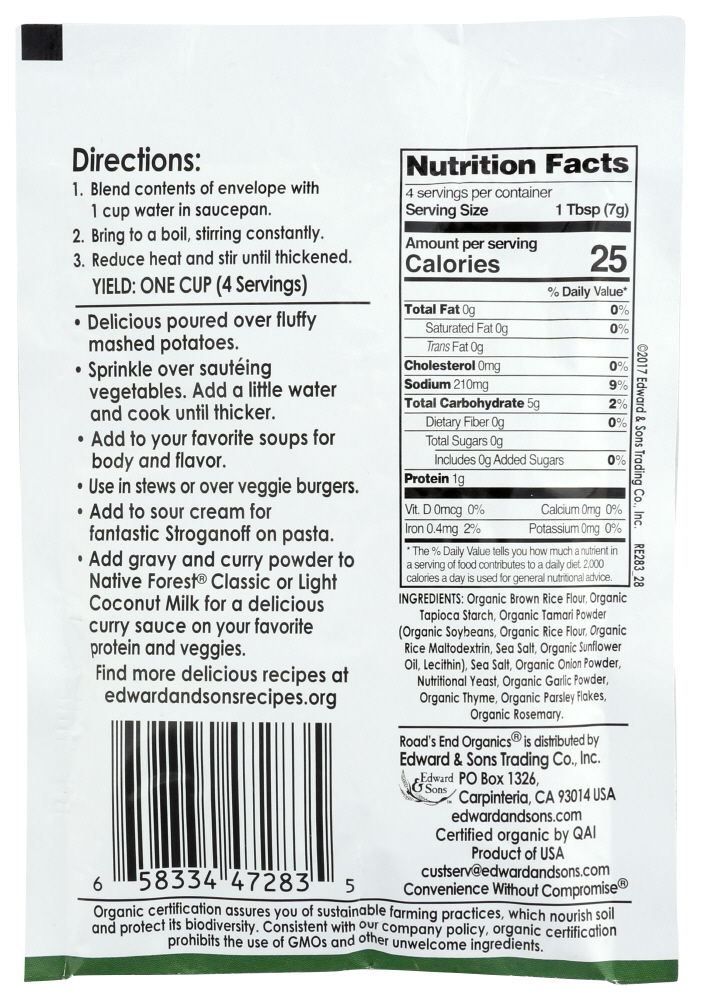 Directions:
1. Blend contents of envelope with
1 cup water in saucepan.
2. Bring to a boil, stirring constantly.
3. Reduce heat and stir until thickened.
YIELD: ONE CUP (4 Servings)
• Delicious poured over fluffy
mashed potatoes.
• Sprinkle over sautéing
vegetables. Add a little water
and cook until thicker.
• Add to your favorite soups for
body and flavor.
• Use in stews or over veggie burgers.
• Add to sour cream for
fantastic Stroganoff on pasta.
• Add gravy and curry powder to
Native Forest® Classic or Light
Coconut Milk for a delicious
curry sauce on your favorite
protein and veggies.
Find more delicious recipes at
edwardandsonsrecipes.org
6 58334 47283 5
Nutrition Facts
4 servings per container
Serving Size 1 Tbsp (7g)
Amount per serving
Calories 25
% Daily Value*
Total Fat 0g 0%
Saturated Fat 0g 0%
Trans Fat 0g
Cholesterol 0mg 0%
Sodium 210mg 9%
Total Carbohydrate 5g 2%
Dietary Fiber 0g 0%
Total Sugars 0g
Includes 0g Added Sugars 0%
Protein 1g
Vit. D 0mcg 0% Calcium 0mg 0%
Iron 0.4mg 2% Potassium 0mg 0%
* The % Daily Value tells you how much a nutrient in
a serving of food contributes to a daily diet. 2,000
calories a day is used for general nutritional advice.
©2017 Edward & Sons Trading Co., Inc. RE283_28
INGREDIENTS: Organic Brown Rice Flour, Organic
Tapioca Starch, Organic Tamari Powder
(Organic Soybeans, Organic Rice Flour, Organic
Rice Maltodextrin, Sea Salt, Organic Sunflower
Oil, Lecithin), Sea Salt, Organic Onion Powder,
Nutritional Yeast, Organic Garlic Powder,
Organic Thyme, Organic Parsley Flakes,
Organic Rosemary.
Road's End Organics® is distributed by
Edward & Sons Trading Co., Inc.
Edward & Sons™ PO Box 1326,
Carpinteria, CA 93014 USA
edwardandsons.com
Certified organic by QAI
Product of USA
custserv@edwardandsons.com
Convenience Without Compromise®
Organic certification assures you of sustainable farming practices, which nourish soil
and protect its biodiversity. Consistent with our company policy, organic certification
prohibits the use of GMOs and other unwelcome ingredients.